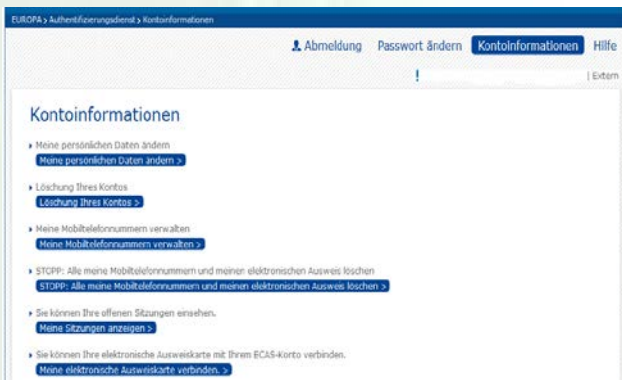 EUROPA > Authentifizierungsdienst > Kontoinformationen
Abmeldung Passwort ändern Kontoinformationen Hilfe
! | Extern
Kontoinformationen
Meine persönlichen Daten ändern
Meine persönlichen Daten ändern >
Löschung Ihres Kontos
Löschung Ihres Kontos >
Meine Mobiltelefonnummern verwalten
Meine Mobiltelefonnummern verwalten >
STOPP: Alle meine Mobiltelefonnummern und meinen elektronischen Ausweis löschen
STOPP: Alle meine Mobiltelefonnummern und meinen elektronischen Ausweis löschen >
Sie können Ihre offenen Sitzungen einsehen.
Meine Sitzungen anzeigen >
Sie können Ihre elektronische Ausweiskarte mit Ihrem ECAS-Konto verbinden.
Meine elektronische Ausweiskarte verbinden. >